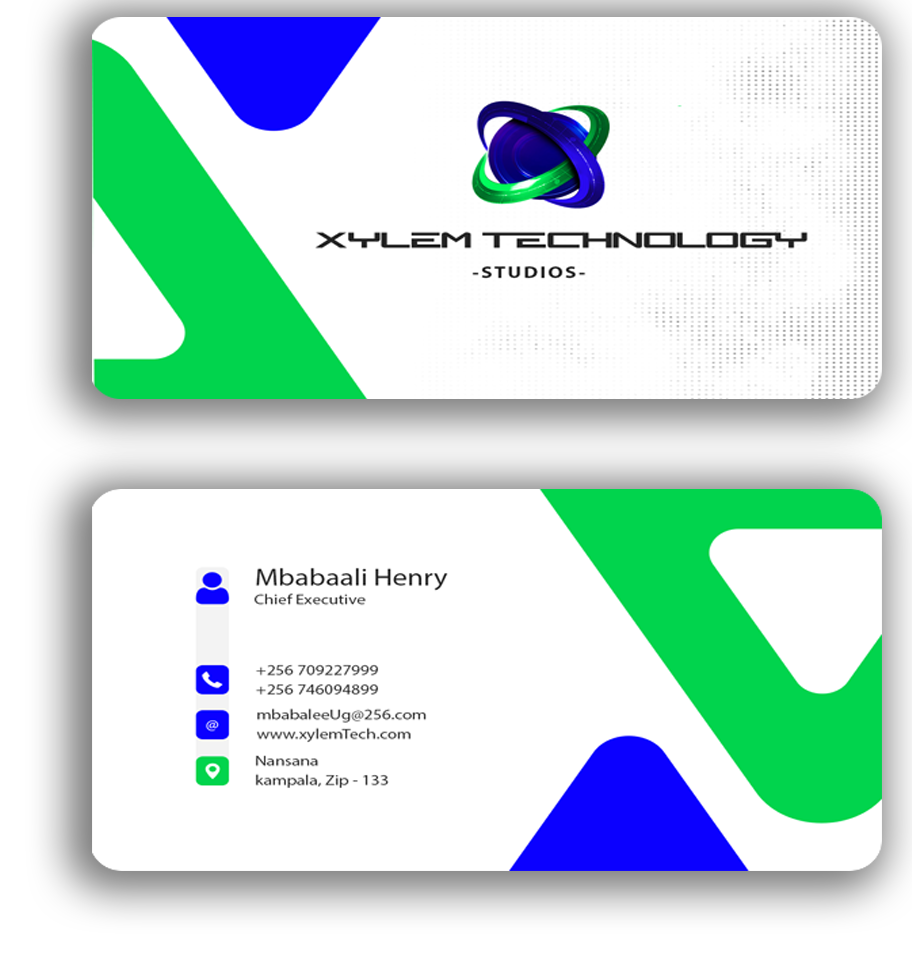 XYLEM TECHNOLOGY
-STUDIOS-
Mbabaali Henry
Chief Executive
+256 709227999
+256 746094899
@
mbabaleeUg@256.com
www.xylemTech.com
Nansana
kampala, Zip - 133